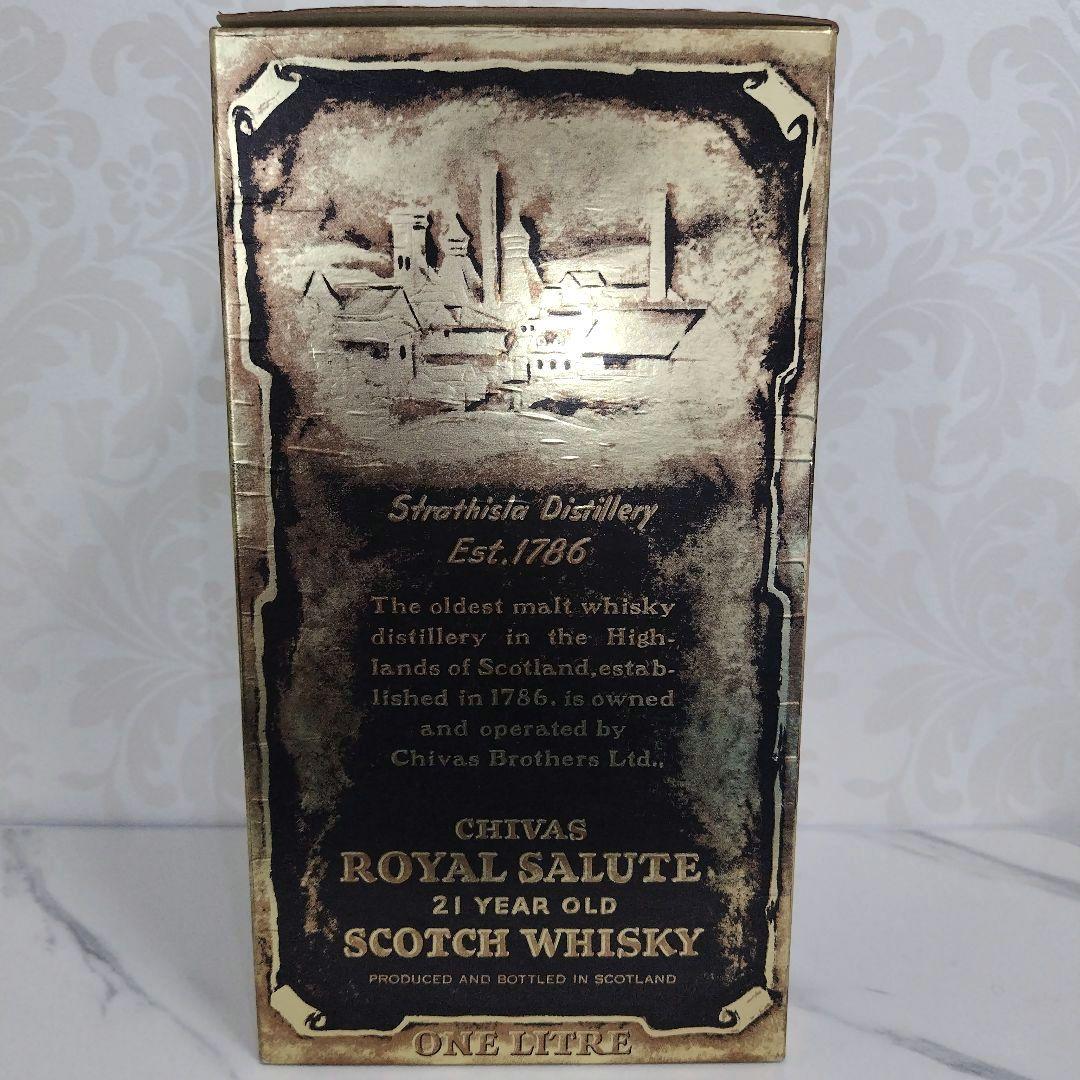 Strathisla Distillery
Est.1786
The oldest malt whisky
distillery in the High-
lands of Scotland,estab-
lished in 1786. is owned
and operated by
Chivas Brothers Ltd.,
CHIVAS
ROYAL SALUTE
21 YEAR OLD
SCOTCH WHISKY
PRODUCED AND BOTTLED IN SCOTLAND
ONE LITRE